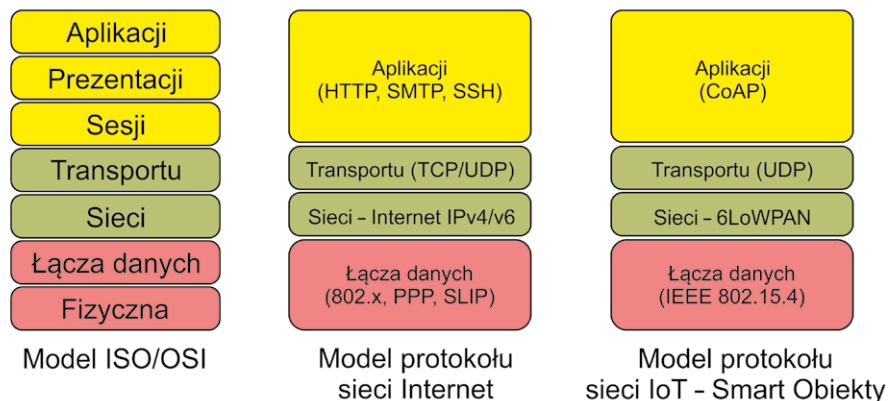 Aplikacji
Prezentacji
Sesji
Transportu
Sieci
Łącza danych
Fizyczna
Model ISO/OSI
Aplikacji
(HTTP, SMTP, SSH)
Transportu (TCP/UDP)
Sieci – Internet IPv4/v6
Łącza danych
(802.x, PPP, SLIP)
Model protokołu
sieci Internet
Aplikacji
(CoAP)
Transportu (UDP)
Sieci – 6LoWPAN
Łącza danych
(IEEE 802.15.4)
Model protokołu
sieci IoT – Smart Obiekty